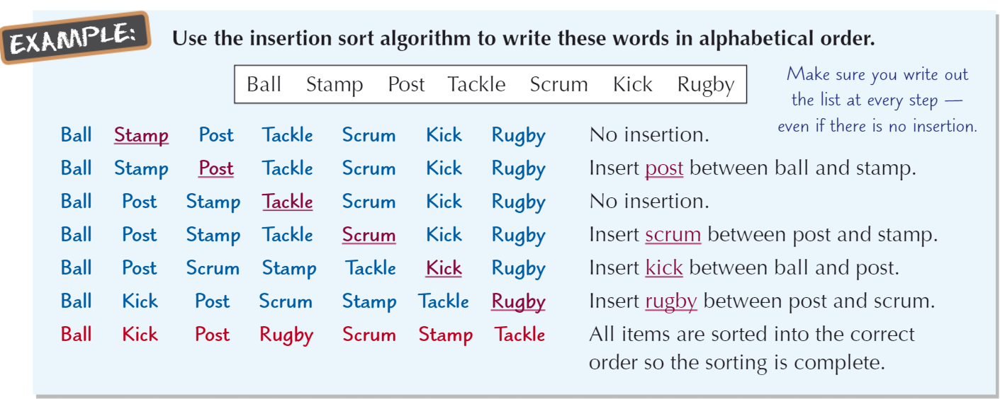 EXAMPLE:
Use the insertion sort algorithm to write these words in alphabetical order.
Ball Stamp Post Tackle Scrum Kick Rugby
Make sure you write out
the list at every step —
even if there is no insertion.
Ball Stamp Post Tackle Scrum Kick Rugby No insertion.
Ball Stamp Post Tackle Scrum Kick Rugby Insert post between ball and stamp.
Ball Post Stamp Tackle Scrum Kick Rugby No insertion.
Ball Post Stamp Tackle Scrum Kick Rugby Insert scrum between post and stamp.
Ball Post Scrum Stamp Tackle Kick Rugby Insert kick between ball and post.
Ball Kick Post Scrum Stamp Tackle Rugby Insert rugby between post and scrum.
Ball Kick Post Rugby Scrum Stamp Tackle All items are sorted into the correct
order so the sorting is complete.